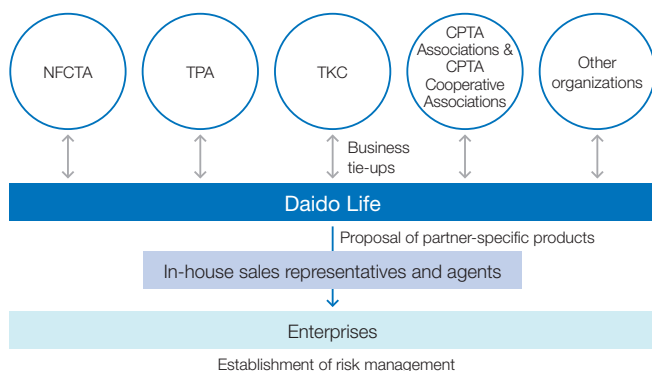 NFCTA
TPA
TKC
CPTA
Associations &
CPTA
Cooperative
Associations
Other
organizations
Business
tie-ups
Daido Life
Proposal of partner-specific products
In-house sales representatives and agents
Enterprises
Establishment of risk management